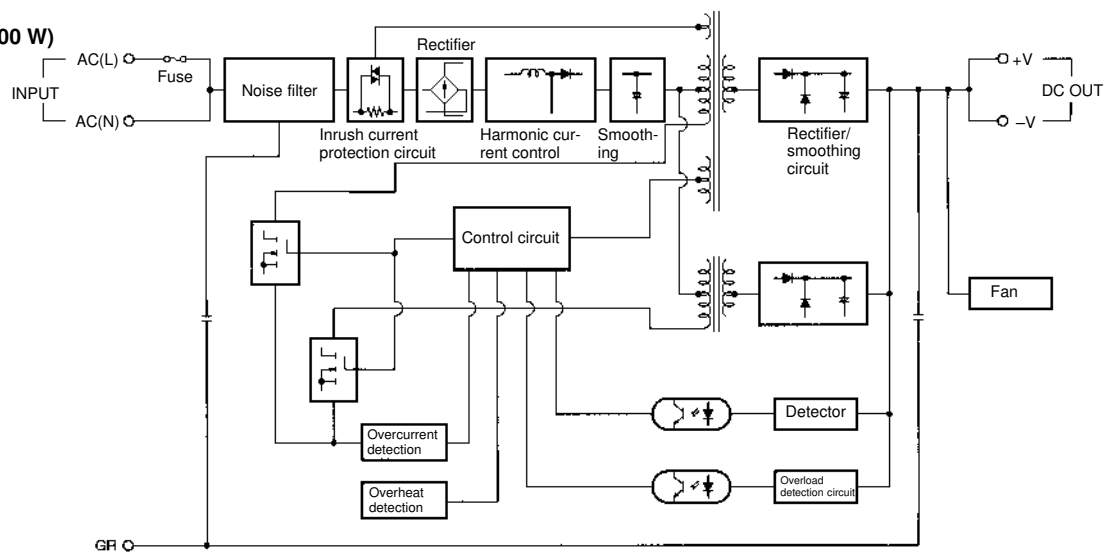 00 W)
AC(L)
Fuse
INPUT
AC(N)
Noise filter
Inrush current
protection circuit
Rectifier
Harmonic cur-
rent control
Smooth-
ing
Rectifier/
smoothing
circuit
+V
DC OUT
–V
Control circuit
Fan
Detector
Overcurrent
detection
Overload
detection circuit
Overheat
detection
GR